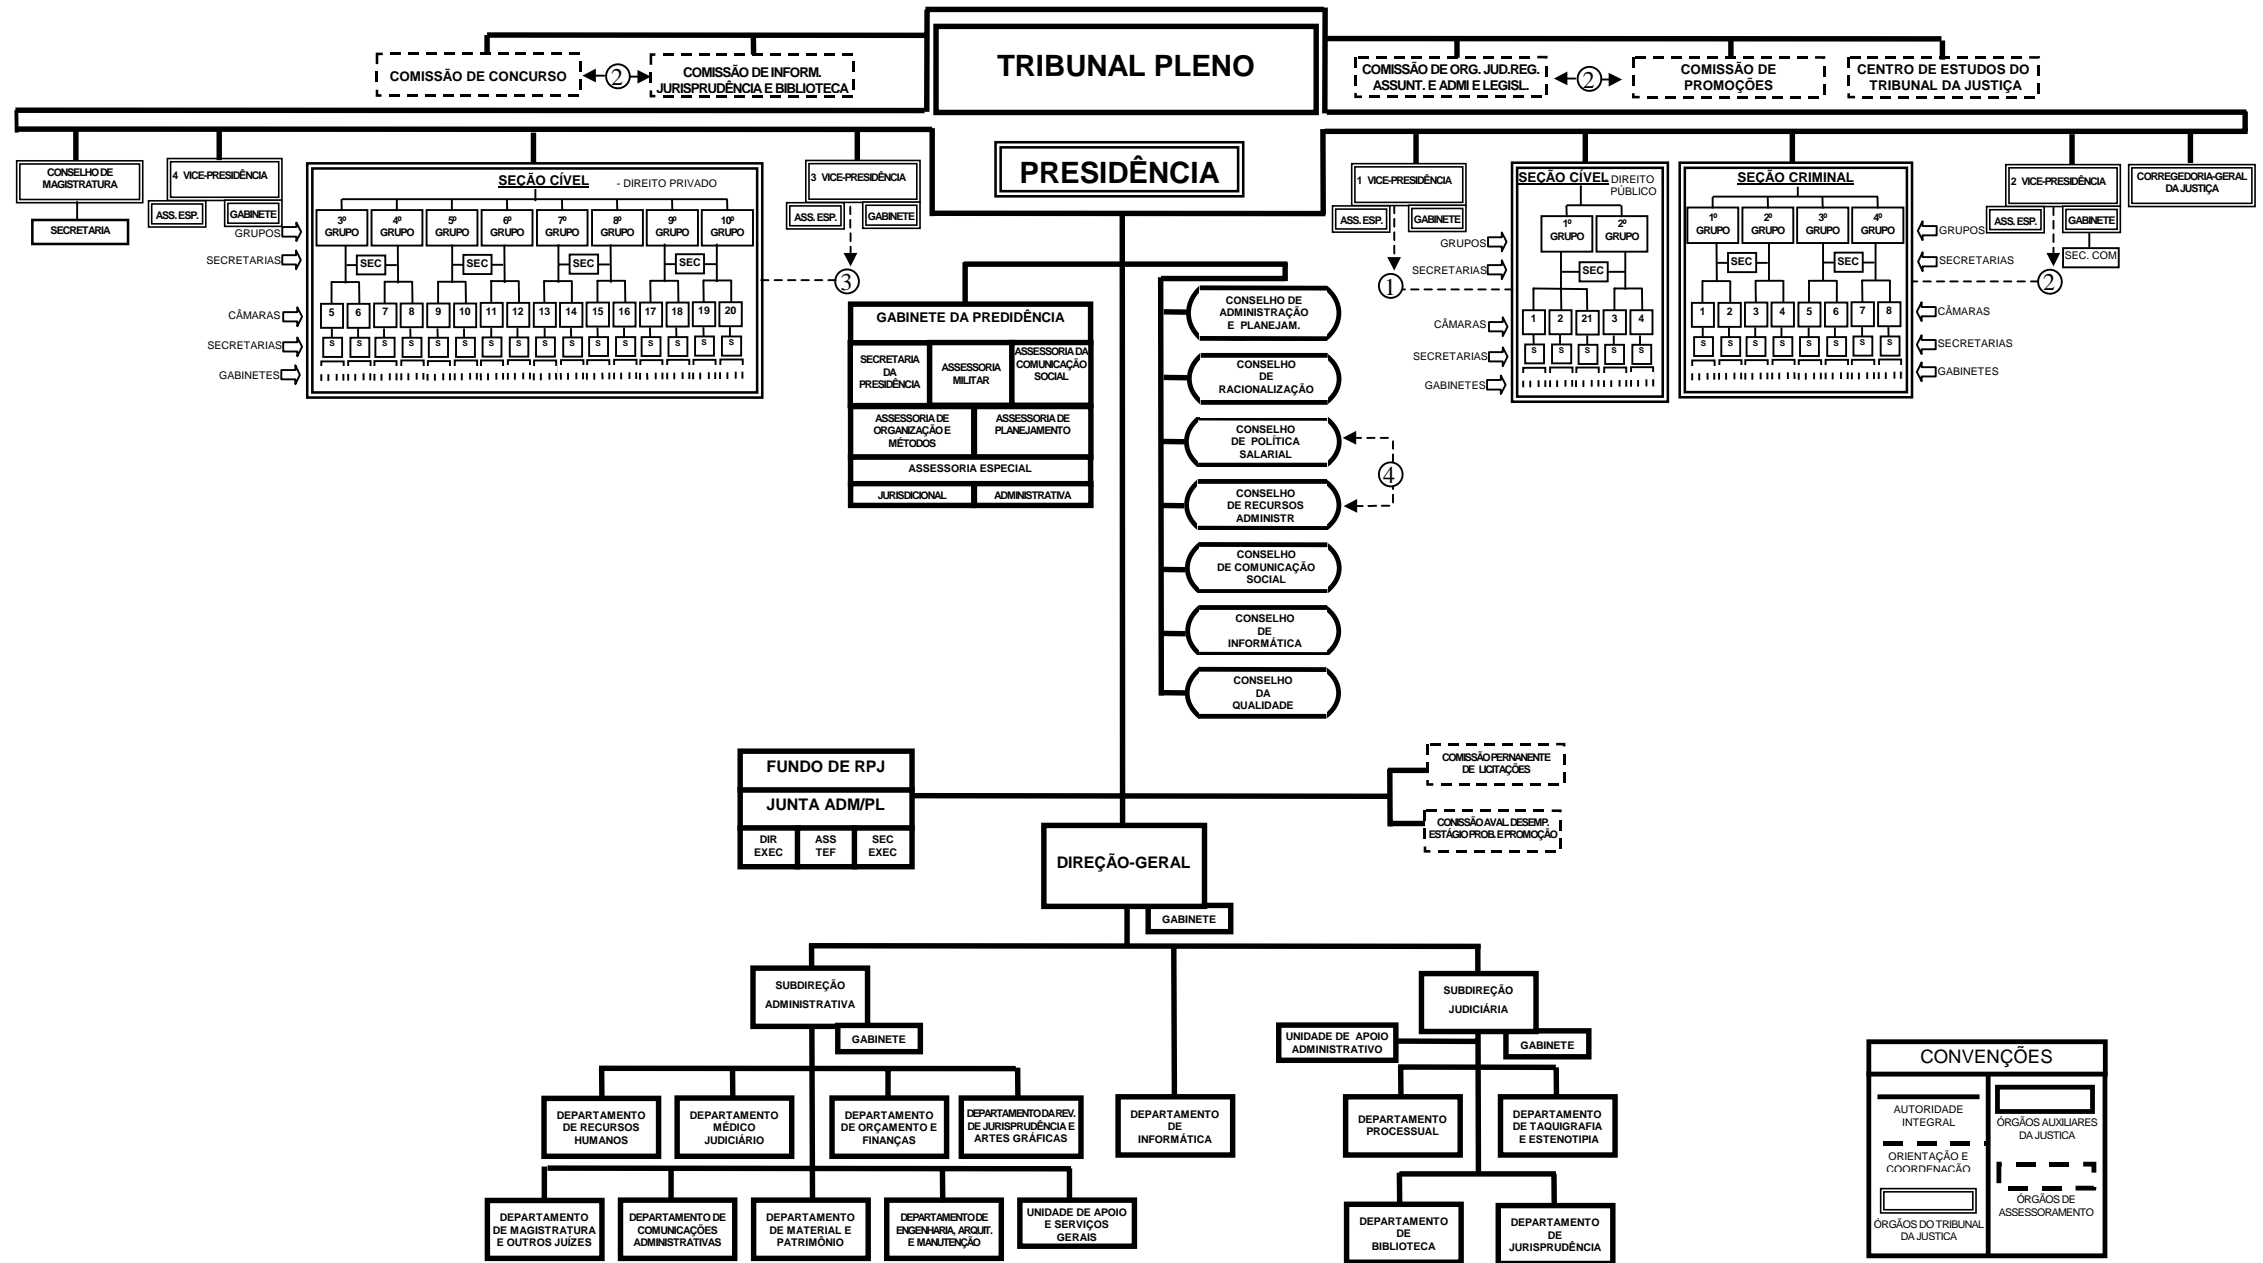 TRIBUNAL PLENO
COMISSÃO DE CONCURSO
2
COMISSÃO DE INFORM.
JURISPRUDÊNCIA E BIBLIOTECA
COMISSÃO DE ORG. JUD.REG.
ASSUNT. E ADMI E LEGISL.
2
COMISSÃO DE
PROMOÇÕES
CENTRO DE ESTUDOS DO
TRIBUNAL DA JUSTIÇA
PRESIDÊNCIA
CONSELHO DE
MAGISTRATURA
SECRETARIA
4 VICE-PRESIDÊNCIA
ASS. ESP.
GABINETE
GRUPOS
SECRETARIAS
CÂMARAS
SECRETARIAS
GABINETES
SEÇÃO CÍVEL - DIREITO PRIVADO
3º GRUPO
4º GRUPO
5º GRUPO
6º GRUPO
7º GRUPO
8º GRUPO
9º GRUPO
10º GRUPO
SEC SEC SEC SEC
5 6 7 8 9 10 11 12 13 14 15 16 17 18 19 20
S S S S S S S S S S S S S S S S
3 VICE-PRESIDÊNCIA
ASS. ESP.
GABINETE
3
1 VICE-PRESIDÊNCIA
ASS. ESP.
GABINETE
1
GRUPOS
SECRETARIAS
CÂMARAS
SECRETARIAS
GABINETES
SEÇÃO CÍVEL DIREITO
PÚBLICO
1º GRUPO
2º GRUPO
SEC
1 2 21 3 4
S S S S S
SEÇÃO CRIMINAL
1º GRUPO
2º GRUPO
3º GRUPO
4º GRUPO
SEC SEC
1 2 3 4 5 6 7 8
S S S S S S S S
GRUPOS
SECRETARIAS
CÂMARAS
SECRETARIAS
GABINETES
2 VICE-PRESIDÊNCIA
ASS. ESP.
GABINETE
SEC. COM
2
CORREGEDORIA-GERAL
DA JUSTIÇA
GABINETE DA PREDIDÊNCIA
SECRETARIA
DA
PRESIDÊNCIA
ASSESSORIA
MILITAR
ASSESSORIA DA
COMUNICAÇÃO
SOCIAL
ASSESSORIA DE
ORGANIZAÇÃO E
MÉTODOS
ASSESSORIA DE
PLANEJAMENTO
ASSESSORIA ESPECIAL
JURISDICIONAL
ADMINISTRATIVA
CONSELHO DE
ADMINISTRAÇÃO
E PLANEJAM.
CONSELHO
DE
RACIONALIZAÇÃO
CONSELHO
DE POLÍTICA
SALARIAL
4
CONSELHO
DE RECURSOS
ADMINISTR
CONSELHO
DE COMUNICAÇÃO
SOCIAL
CONSELHO
DE
INFORMÁTICA
CONSELHO
DA
QUALIDADE
FUNDO DE RPJ
JUNTA ADM/PL
DIR
EXEC
ASS
TEF
SEC
EXEC
COMISSÃO PERNANENTE
DE LICITAÇÕES
CONISSÃO AVAL. DESEMP.
ESTÁGIO PROB. E PROMOÇÃO
DIREÇÃO-GERAL
GABINETE
SUBDIREÇÃO
ADMINISTRATIVA
GABINETE
SUBDIREÇÃO
JUDICIÁRIA
GABINETE
UNIDADE DE APOIO
ADMINISTRATIVO
DEPARTAMENTO
DE RECURSOS
HUMANOS
DEPARTAMENTO
MÉDICO
JUDICIÁRIO
DEPARTAMENTO
DE ORÇAMENTO E
FINANÇAS
DEPARTAMENTO DA REV.
DE JURISPRUDÊNCIA E
ARTES GRÁFICAS
DEPARTAMENTO
DE
INFORMÁTICA
DEPARTAMENTO
PROCESSUAL
DEPARTAMENTO
DE TAQUIGRAFIA
E ESTENOTIPIA
DEPARTAMENTO
DE MAGISTRATURA
E OUTROS JUÍZES
DEPARTAMENTO DE
COMUNICAÇÕES
ADMINISTRATIVAS
DEPARTAMENTO
DE MATERIAL E
PATRIMÔNIO
DEPARTAMENTO DE
ENGENHARIA, ARQUIT.
E MANUTENÇÃO
UNIDADE DE APOIO
E SERVIÇOS
GERAIS
DEPARTAMENTO
DE
BIBLIOTECA
DEPARTAMENTO
DE
JURISPRUDÊNCIA
CONVENÇÕES
AUTORIDADE
INTEGRAL
ORIENTAÇÃO E
COORDENAÇÃO
ÓRGÃOS DO TRIBUNAL
DA JUSTICA
ÓRGÃOS AUXILIARES
DA JUSTICA
ÓRGÃOS DE
ASSESSORAMENTO